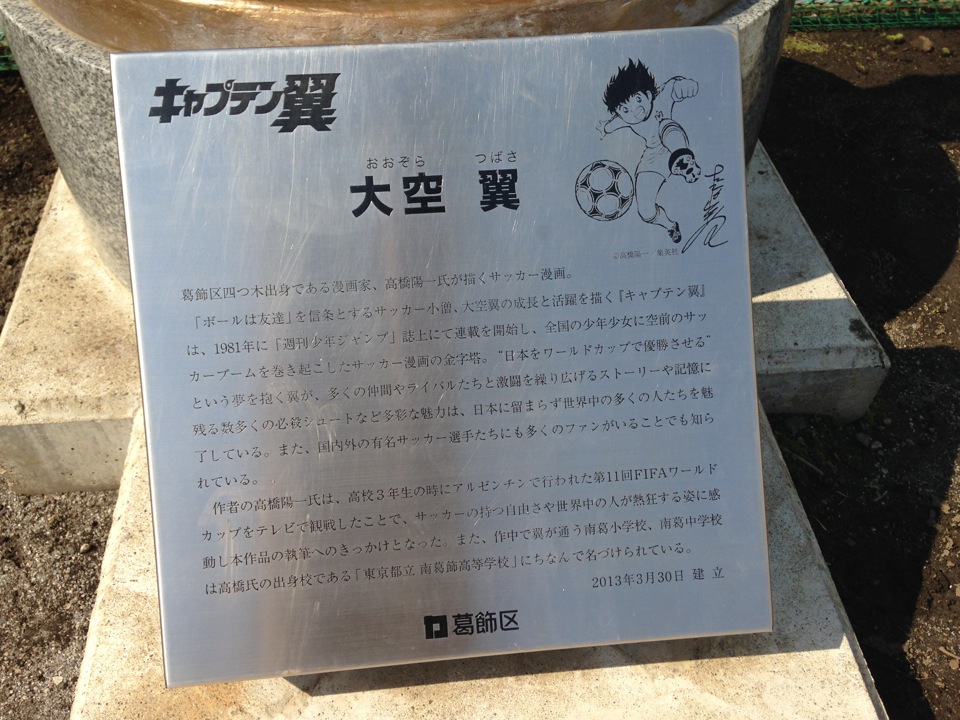 キャプテン翼
おおぞら つばさ
大空 翼
©高橋陽一／集英社
葛飾区四つ木出身である漫画家、高橋陽一氏が描くサッカー漫画。
「ボールは友達」を信条とするサッカー小僧、大空翼の成長と活躍を描く『キャプテン翼』
は、1981年に「週刊少年ジャンプ」誌上にて連載を開始し、全国の少年少女に空前のサッ
カーブームを巻き起こしたサッカー漫画の金字塔。"日本をワールドカップで優勝させる"
という夢を抱く翼が、多くの仲間やライバルたちと激闘を繰り広げるストーリーや記憶に
残る数多くの必殺シュートなど多彩な魅力は、日本に留まらず世界中の多くの人たちを魅
了している。また、国内外の有名サッカー選手たちにも多くのファンがいることでも知ら
れている。
作者の高橋陽一氏は、高校3年生の時にアルゼンチンで行われた第11回FIFAワールド
カップをテレビで観戦したことで、サッカーの持つ自由さや世界中の人が熱狂する姿に感
動し本作品の執筆へのきっかけとなった。また、作中で翼が通う南葛小学校、南葛中学校
は高橋氏の出身校である「東京都立 南葛飾高等学校」にちなんで名づけられている。
2013年3月30日 建 立
葛飾区